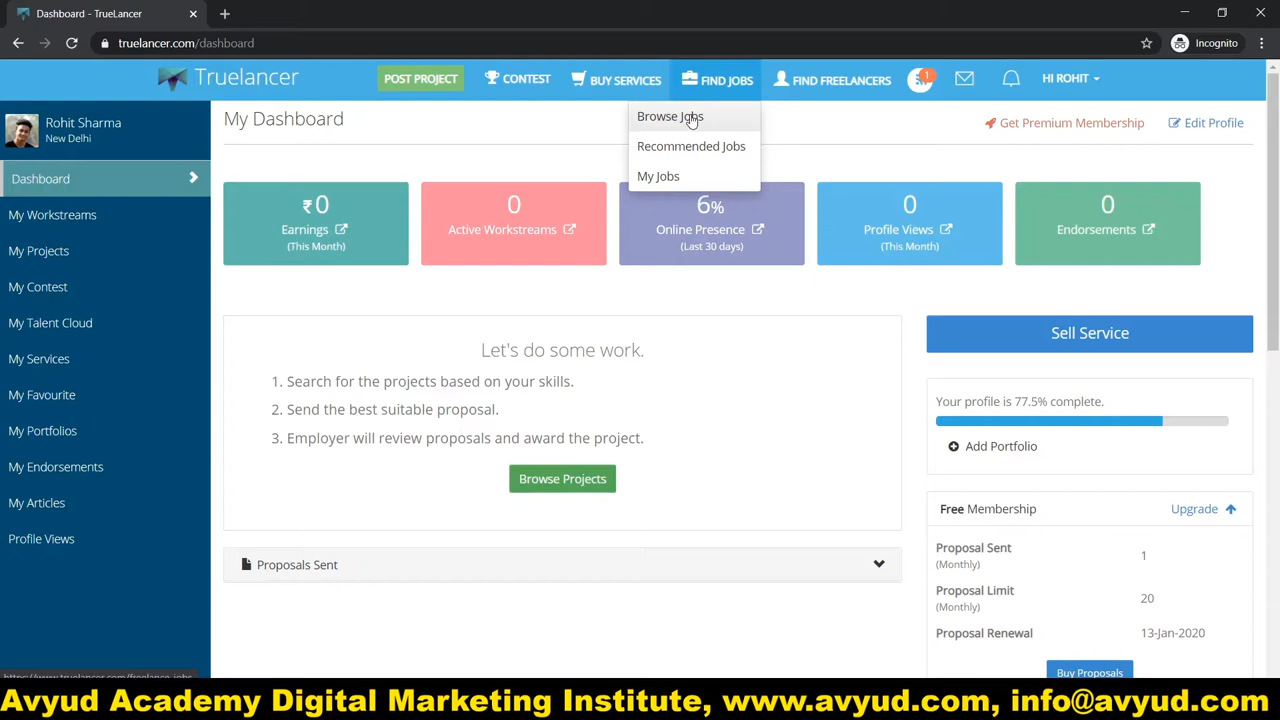 Dashboard - TrueLancer
truelancer.com/dashboard
Incognito
Truelancer
POST PROJECT
CONTEST
BUY SERVICES
FIND JOBS
FIND FREELANCERS
1
HI ROHIT
Browse Jobs
Recommended Jobs
My Jobs
Rohit Sharma
New Delhi
Dashboard
My Workstreams
My Projects
My Contest
My Talent Cloud
My Services
My Favourite
My Portfolios
My Endorsements
My Articles
Profile Views
My Dashboard
Get Premium Membership
Edit Profile
₹0
Earnings
(This Month)
0
Active Workstreams
6%
Online Presence
(Last 30 days)
0
Profile Views
(This Month)
0
Endorsements
Let's do some work.
1. Search for the projects based on your skills.
2. Send the best suitable proposal.
3. Employer will review proposals and award the project.
Browse Projects
Proposals Sent
Sell Service
Your profile is 77.5% complete.
Add Portfolio
Free Membership
Upgrade
Proposal Sent
(Monthly)
1
Proposal Limit
(Monthly)
20
Proposal Renewal
13-Jan-2020
Buy Proposals
https://www.truelancer.com/freelance-jobs
Avyud Academy Digital Marketing Institute, www.avyud.com, info@avyud.com